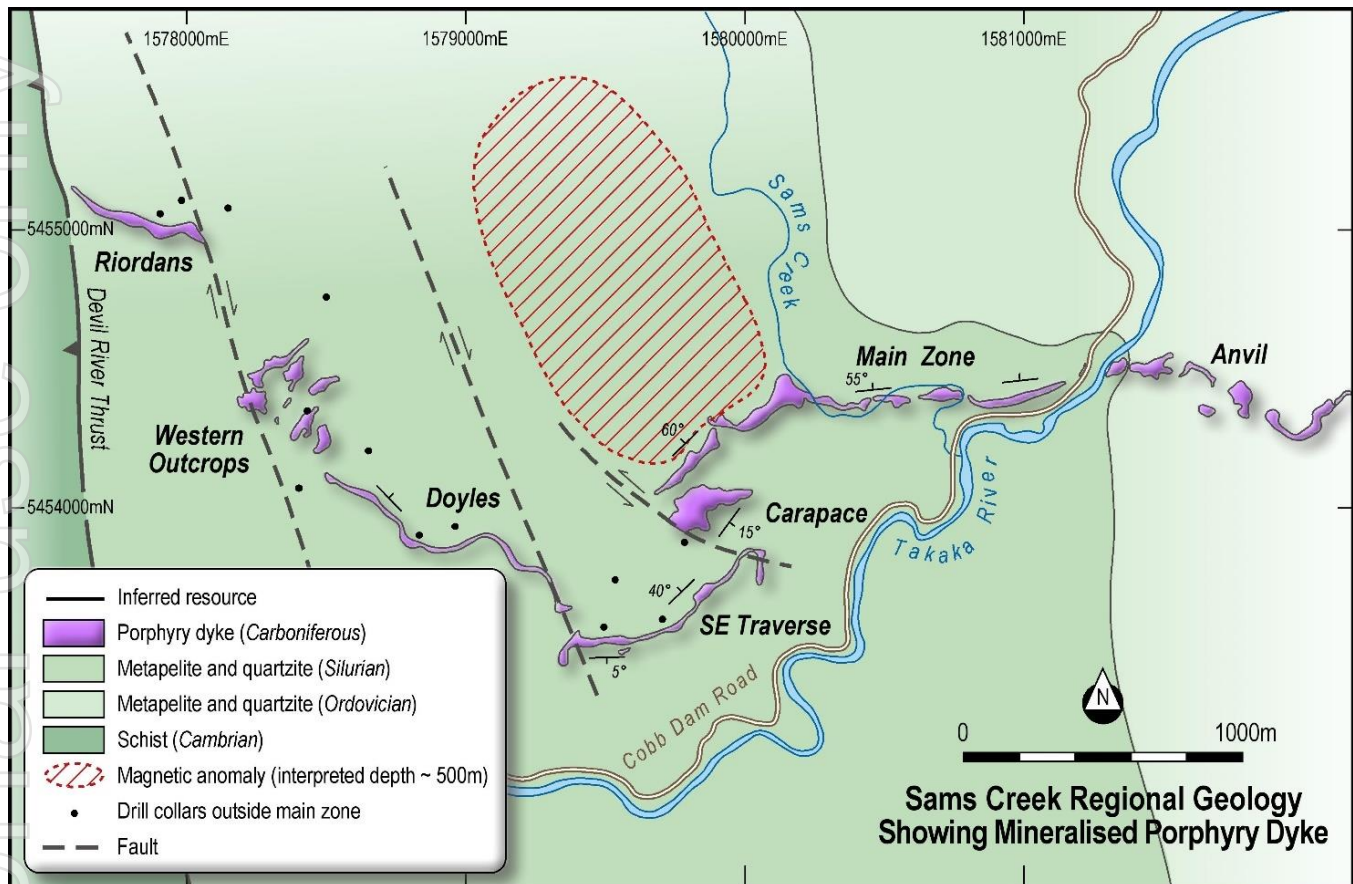 1578000mE
1579000mE
1580000mE
1581000mE
Sams Creek
5455000mN
Riordans
Devil River Thrust
Main Zone
Anvil
55°
60°
Western
Outcrops
Doyles
5454000mN
Carapace
15°
Takaka River
40°
SE Traverse
5°
Cobb Dam Road
Inferred resource
Porphyry dyke (Carboniferous)
Metapelite and quartzite (Silurian)
Metapelite and quartzite (Ordovician)
Schist (Cambrian)
Magnetic anomaly (interpreted depth ~ 500m)
Drill collars outside main zone
Fault
N
0 1000m
Sams Creek Regional Geology
Showing Mineralised Porphyry Dyke